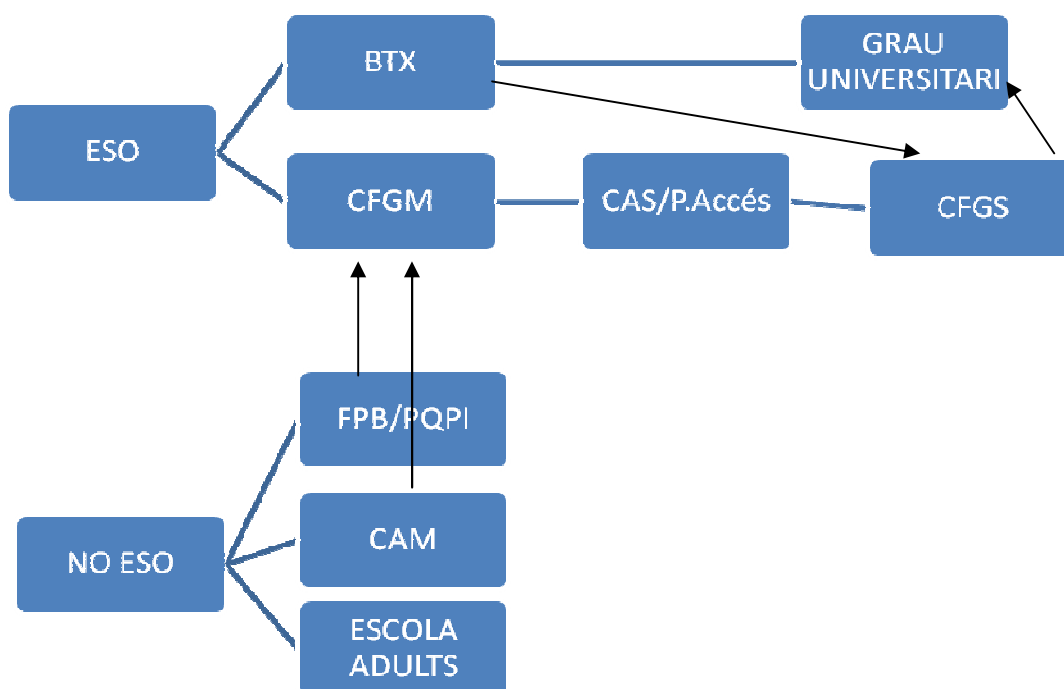 BTX
GRAU
UNIVERSITARI
ESO
CFGM
CAS/P.Accés
CFGS
FPB/PQPI
NO ESO
CAM
ESCOLA
ADULTS